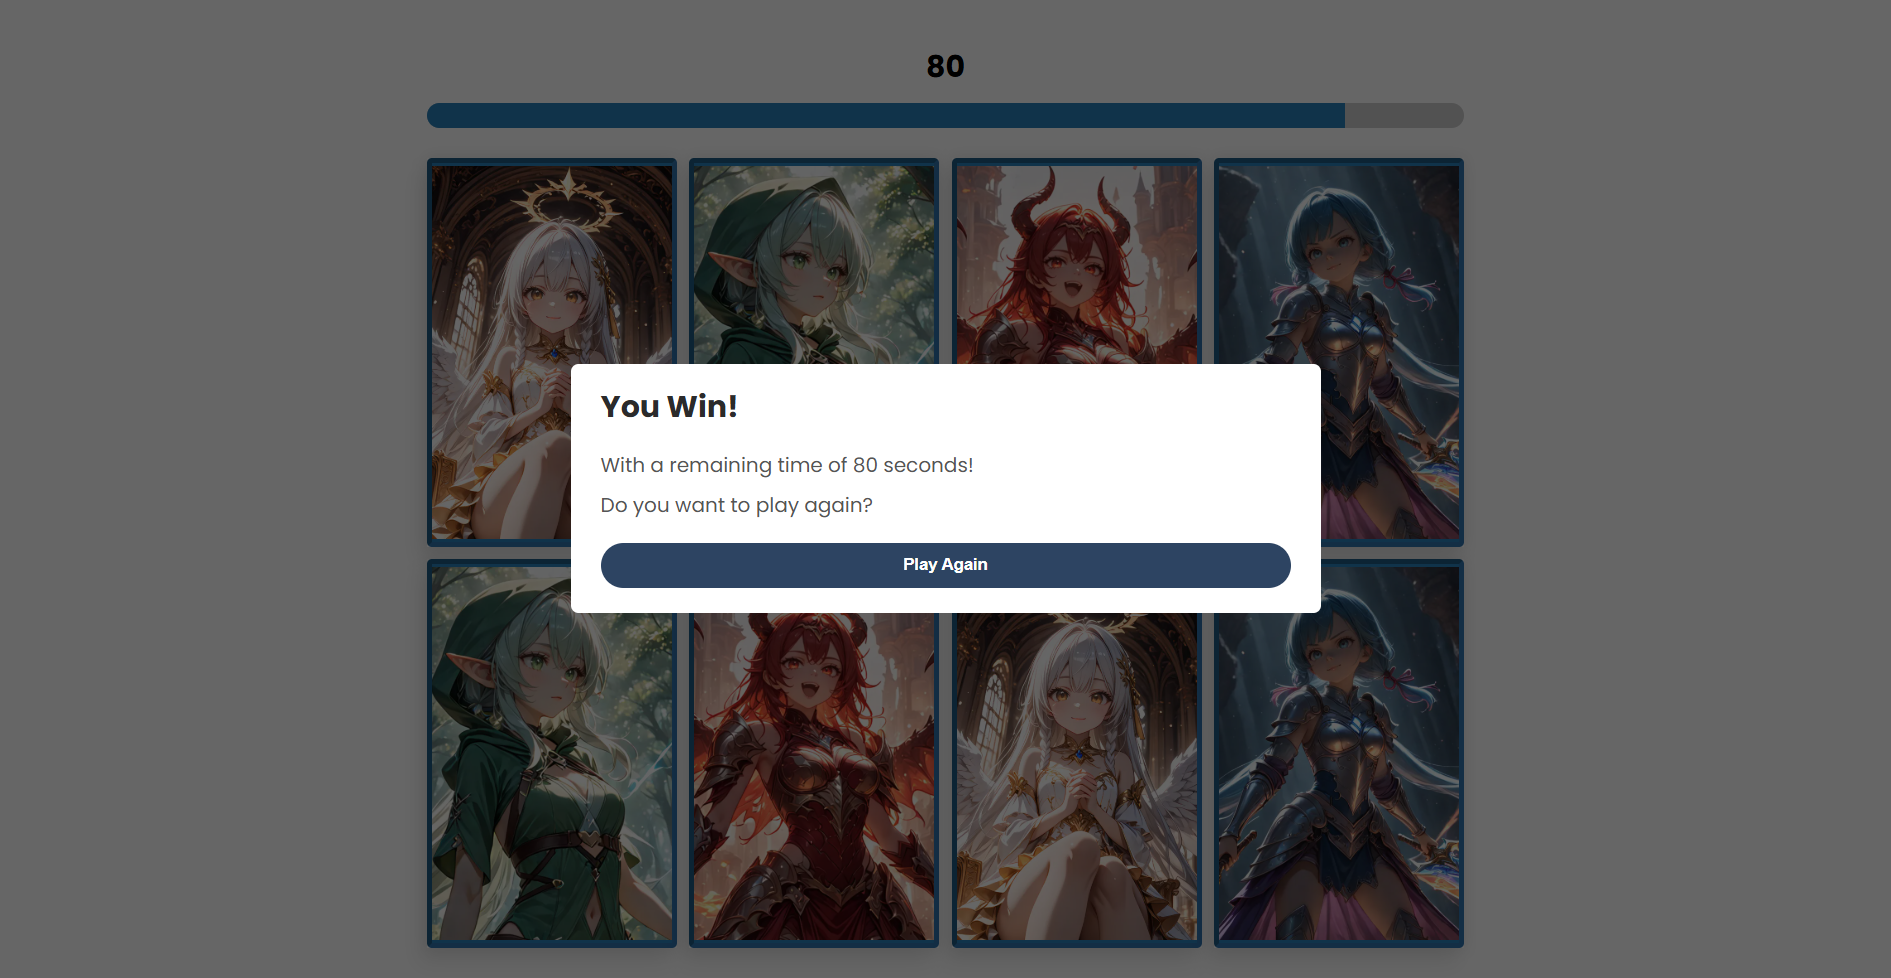 80
You Win!
With a remaining time of 80 seconds!
Do you want to play again?
Play Again